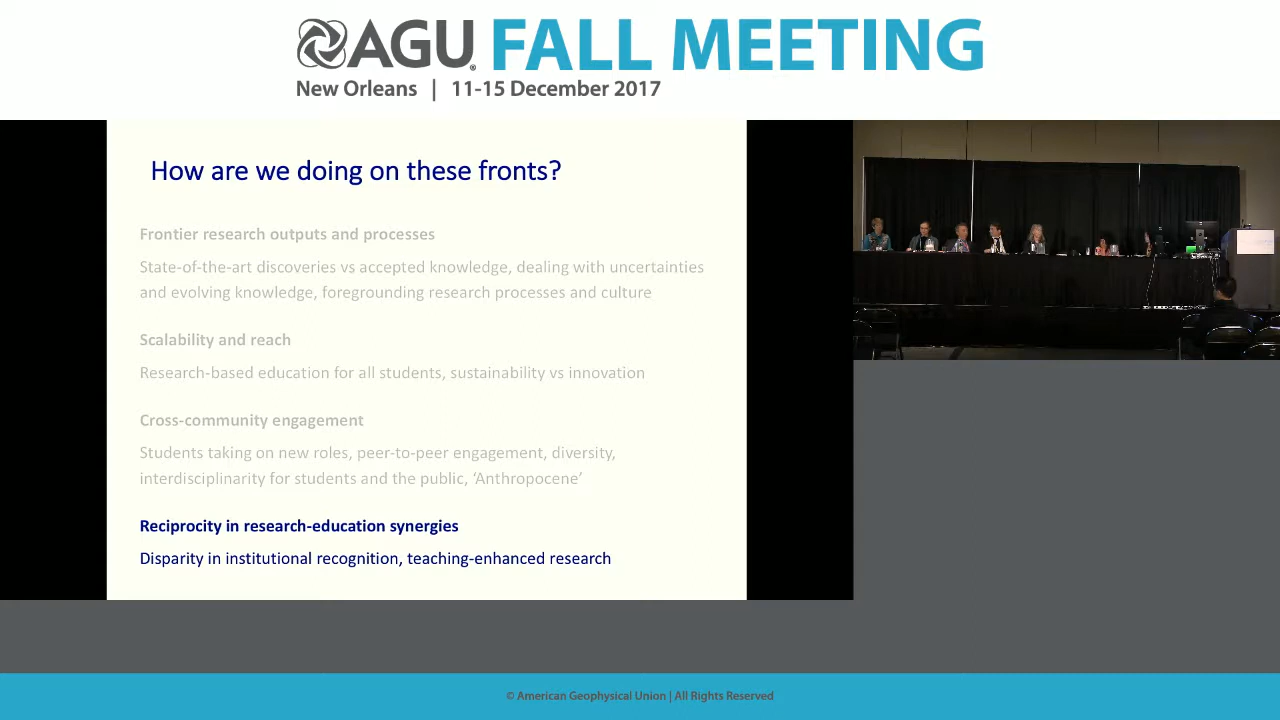 AGU FALL MEETING
New Orleans | 11-15 December 2017
How are we doing on these fronts?
Frontier research outputs and processes
State-of-the-art discoveries vs accepted knowledge, dealing with uncertainties
and evolving knowledge, foregrounding research processes and culture
Scalability and reach
Research-based education for all students, sustainability vs innovation
Cross-community engagement
Students taking on new roles, peer-to-peer engagement, diversity,
interdisciplinarity for students and the public, ‘Anthropocene’
Reciprocity in research-education synergies
Disparity in institutional recognition, teaching-enhanced research
© American Geophysical Union | All Rights Reserved